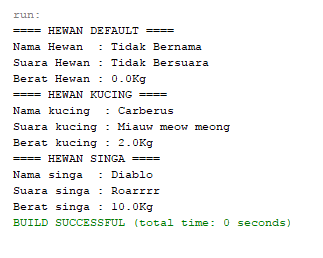 run:
==== HEWAN DEFAULT ====
Nama Hewan  : Tidak Bernama
Suara Hewan : Tidak Bersuara
Berat Hewan : 0.0Kg
==== HEWAN KUCING ====
Nama kucing  : Carberus
Suara kucing : Miauw meow meong
Berat kucing : 2.0Kg
==== HEWAN SINGA ====
Nama singa  : Diablo
Suara singa : Roarrrr
Berat singa : 10.0Kg
BUILD SUCCESSFUL (total time: 0 seconds)